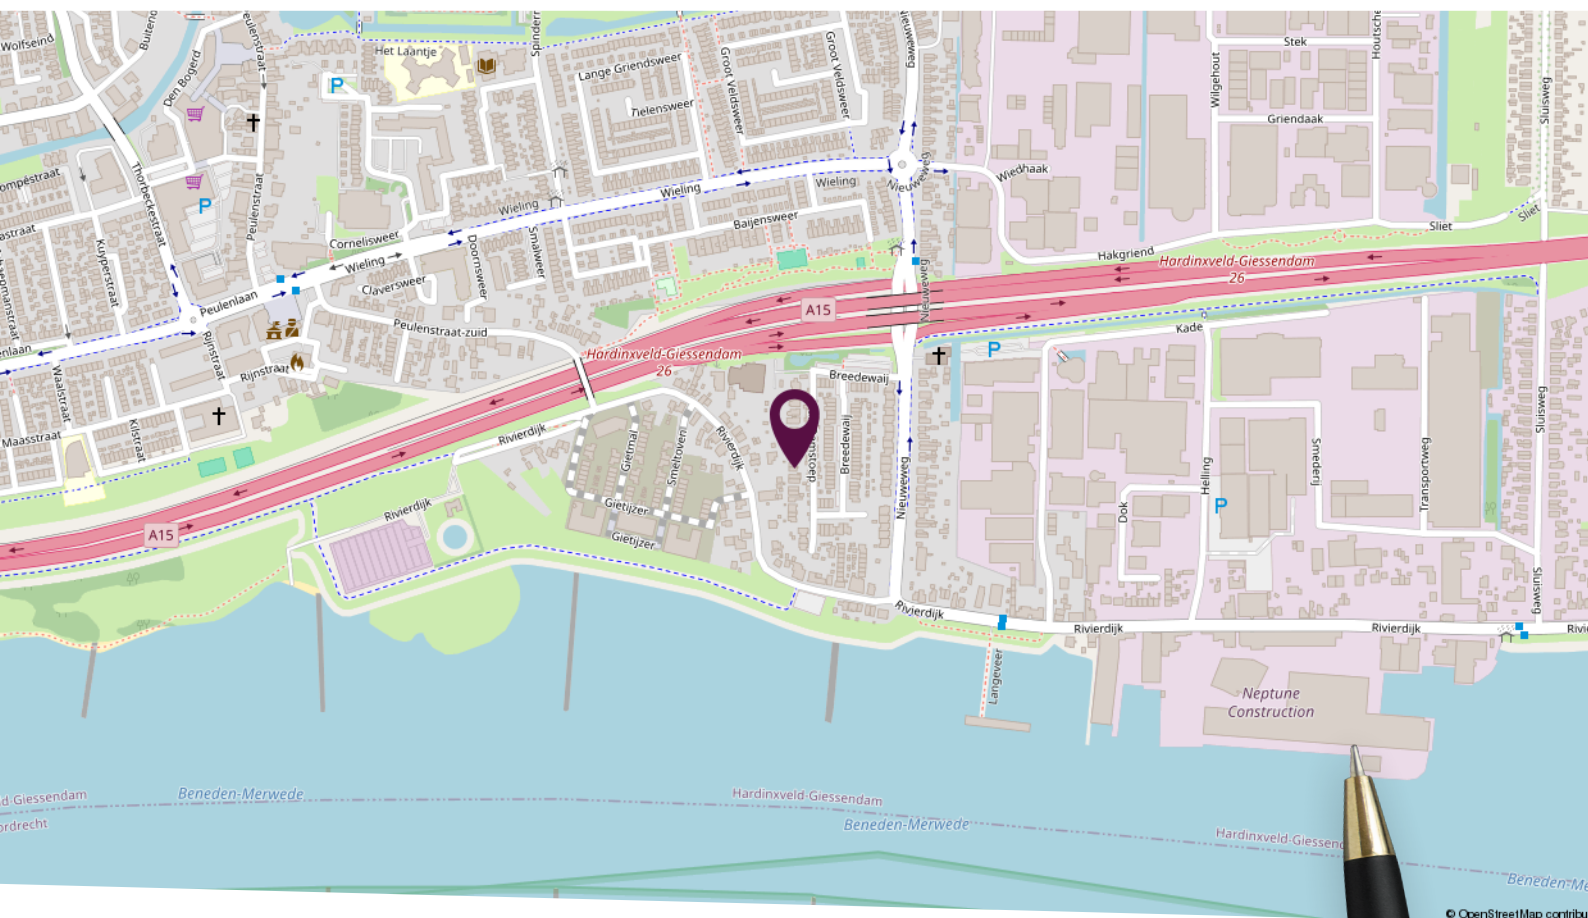 Wolfseind
Den Bogerd
Peulenstraat
Het Laantje
Lange Griendsweer
Tielensweer
Groot Veldsweer
Groot Veldsweer
Nieuweweg
Stek
Wilgehout
Griendaak
Sluisweg
Thorbeckestraat
Peulenstraat
Wieling
Wieling
Wieling
Nieuweweg
Wiedhaak
Baijensweer
Cornelisweer
Wieling
Doornsweer
Smalweer
Claversweer
Kuyperstraat
Peulenlaan
Peulenstraat-zuid
Hakgriend
Sliet
Sliet
Hardinxveld-Giessendam
26
A15
Nieuweweg
Kade
Rijnstraat
Rijnstraat
Waalstraat
Maasstraat
Kilstraat
Hardinxveld-Giessendam
26
Breedewaij
Breedewaij
Rivierdijk
Rivierdijk
Gietmal
Smeltoven
Gietijzer
Gietijzer
Rivierdijk
A15
Nieuweweg
Dok
Helling
Smederij
Transportweg
Sluisweg
Sluisweg
Rivierdijk
Rivierdijk
Rivierdijk
Langeveer
Neptune
Construction
Beneden-Merwede
Hardinxveld-Giessendam
Beneden-Merwede
© OpenStreetMap